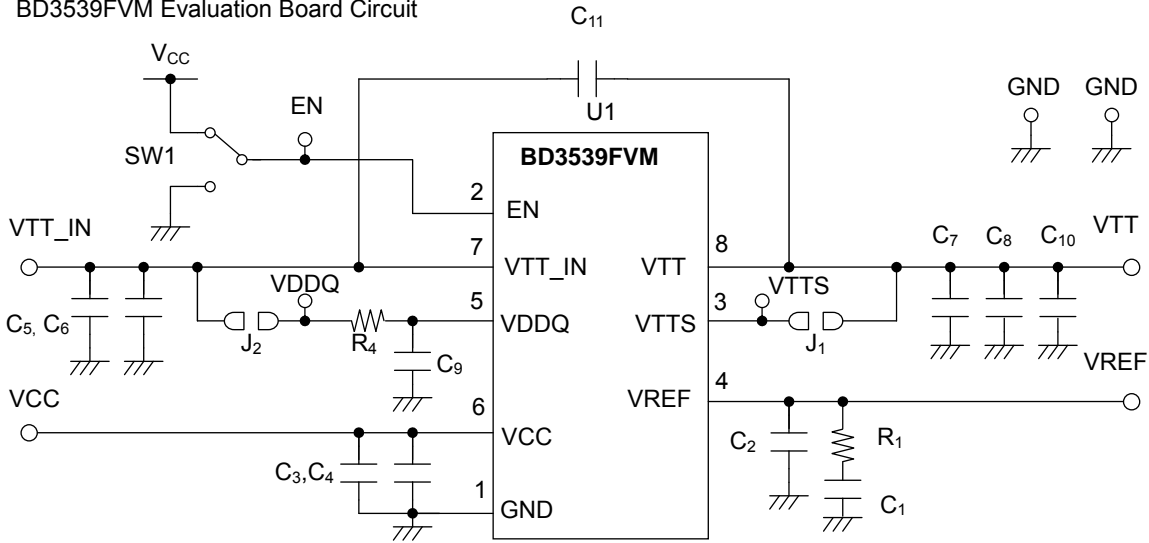 BD3539FVM Evaluation Board Circuit
C11
VCC
EN
U1
GND GND
SW1
BD3539FVM
2
EN
VTT_IN
7
VTT_IN
VTT
8
C7 C8 C10
VTT
VDDQ
5
VDDQ
VTTS
3
VTTS
C5, C6
J2
R4
J1
C9
VREF
4
VREF
VCC
6
VCC
C2
R1
C3,C4
1
GND
C1